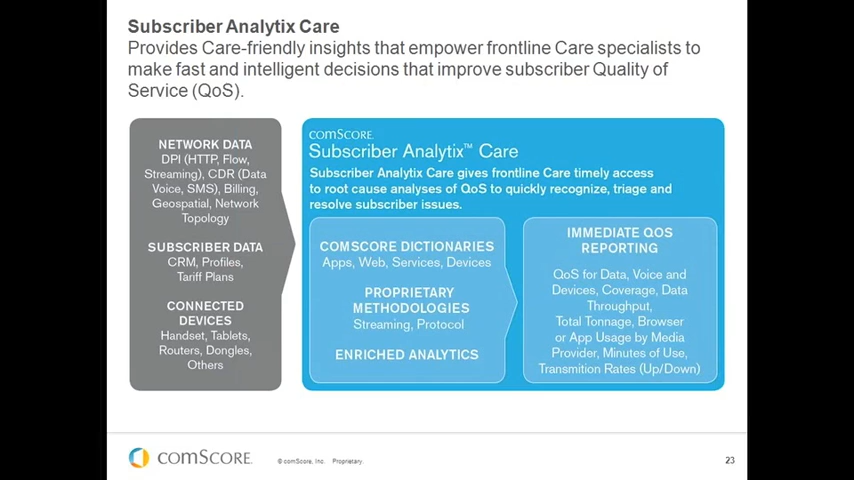 Subscriber Analytix Care
Provides Care-friendly insights that empower frontline Care specialists to
make fast and intelligent decisions that improve subscriber Quality of
Service (QoS).
NETWORK DATA
DPI (HTTP, Flow,
Streaming), CDR (Data
Voice, SMS), Billing,
Geospatial, Network
Topology
SUBSCRIBER DATA
CRM, Profiles,
Tariff Plans
CONNECTED
DEVICES
Handset, Tablets,
Routers, Dongles,
Others
comScore.
Subscriber Analytix™ Care
Subscriber Analytix Care gives frontline Care timely access
to root cause analyses of QoS to quickly recognize, triage and
resolve subscriber issues.
COMSCORE DICTIONARIES
Apps, Web, Services, Devices
PROPRIETARY
METHODOLOGIES
Streaming, Protocol
ENRICHED ANALYTICS
IMMEDIATE QOS
REPORTING
QoS for Data, Voice and
Devices, Coverage, Data
Throughput,
Total Tonnage, Browser
or App Usage by Media
Provider, Minutes of Use,
Transmition Rates (Up/Down)
comScore.
© comScore, Inc. Proprietary.
23